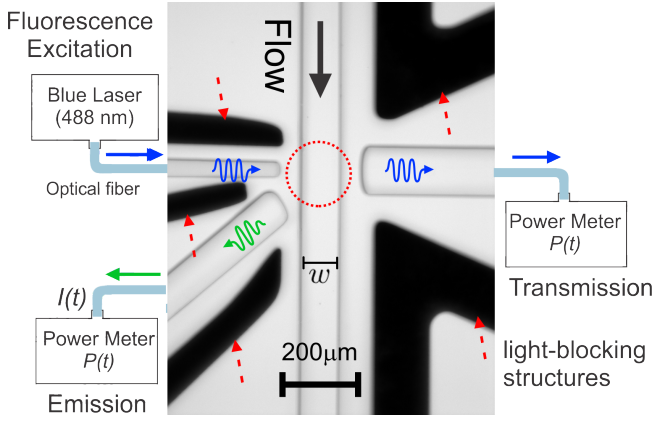 Fluorescence
Excitation
Blue Laser
(488 nm)
Optical fiber
Flow
I(t)
Power Meter
P(t)
Emission
w
200μm
Power Meter
P(t)
Transmission
light-blocking
structures